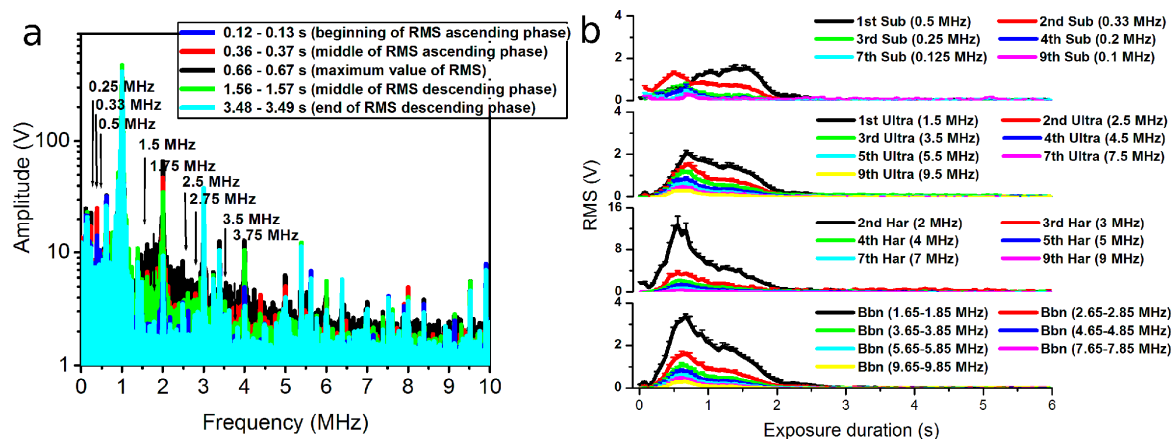 a
0.12 - 0.13 s (beginning of RMS ascending phase)
0.36 - 0.37 s (middle of RMS ascending phase)
0.66 - 0.67 s (maximum value of RMS)
1.56 - 1.57 s (middle of RMS descending phase)
3.48 - 3.49 s (end of RMS descending phase)
0.25 MHz
0.33 MHz
0.5 MHz
1.5 MHz
1.75 MHz
2.5 MHz
2.75 MHz
3.5 MHz
3.75 MHz
Amplitude (V)
100
10
1
0 1 2 3 4 5 6 7 8 9 10
Frequency (MHz)
b
1st Sub (0.5 MHz) 2nd Sub (0.33 MHz)
3rd Sub (0.25 MHz) 4th Sub (0.2 MHz)
7th Sub (0.125 MHz) 9th Sub (0.1 MHz)
4
2
0
1st Ultra (1.5 MHz) 2nd Ultra (2.5 MHz)
3rd Ultra (3.5 MHz) 4th Ultra (4.5 MHz)
5th Ultra (5.5 MHz) 7th Ultra (7.5 MHz)
9th Ultra (9.5 MHz)
4
2
0
RMS (V)
2nd Har (2 MHz) 3rd Har (3 MHz)
4th Har (4 MHz) 5th Har (5 MHz)
7th Har (7 MHz) 9th Har (9 MHz)
16
8
0
Bbn (1.65-1.85 MHz) Bbn (2.65-2.85 MHz)
Bbn (3.65-3.85 MHz) Bbn (4.65-4.85 MHz)
Bbn (5.65-5.85 MHz) Bbn (7.65-7.85 MHz)
Bbn (9.65-9.85 MHz)
4
2
0
0 1 2 3 4 5 6
Exposure duration (s)